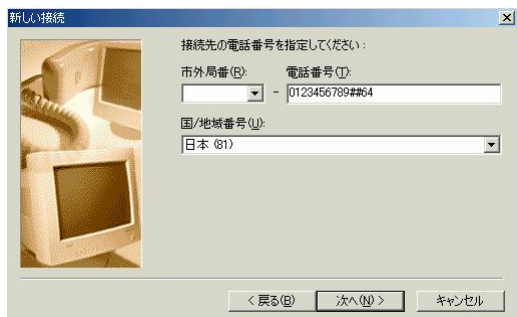 新しい接続
接続先の電話番号を指定してください:
市外局番(R): 電話番号(T):
- 0123456789##64
国/地域番号(U):
日本 (81)
< 戻る(B) 次へ(N) > キャンセル